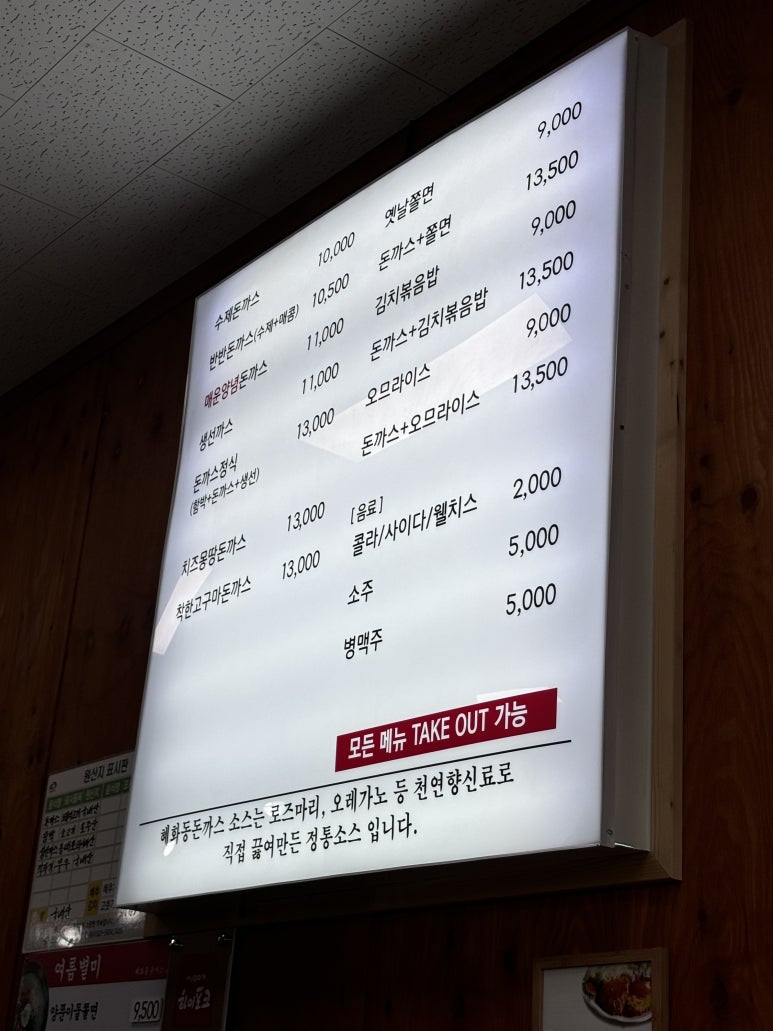 수제돈까스 10,000
반반돈까스(수제+매콤) 10,500
매운양념돈까스 11,000
생선까스 11,000
돈까스정식 13,000
(함박+돈까스+생선)
치즈몽땅돈까스 13,000
착한고구마돈까스 13,000
옛날쫄면 9,000
돈까스+쫄면 13,500
김치볶음밥 9,000
돈까스+김치볶음밥 13,500
오므라이스 9,000
돈까스+오므라이스 13,500
[음료]
콜라/사이다/웰치스 2,000
소주 5,000
병맥주 5,000
모든 메뉴 TAKE OUT 가능
혜화동돈까스 소스는 로즈마리, 오레가노 등 천연향신료로
직접 끓여만든 정통소스 입니다.
원산지 표시판
국내산
여름별미
9,500